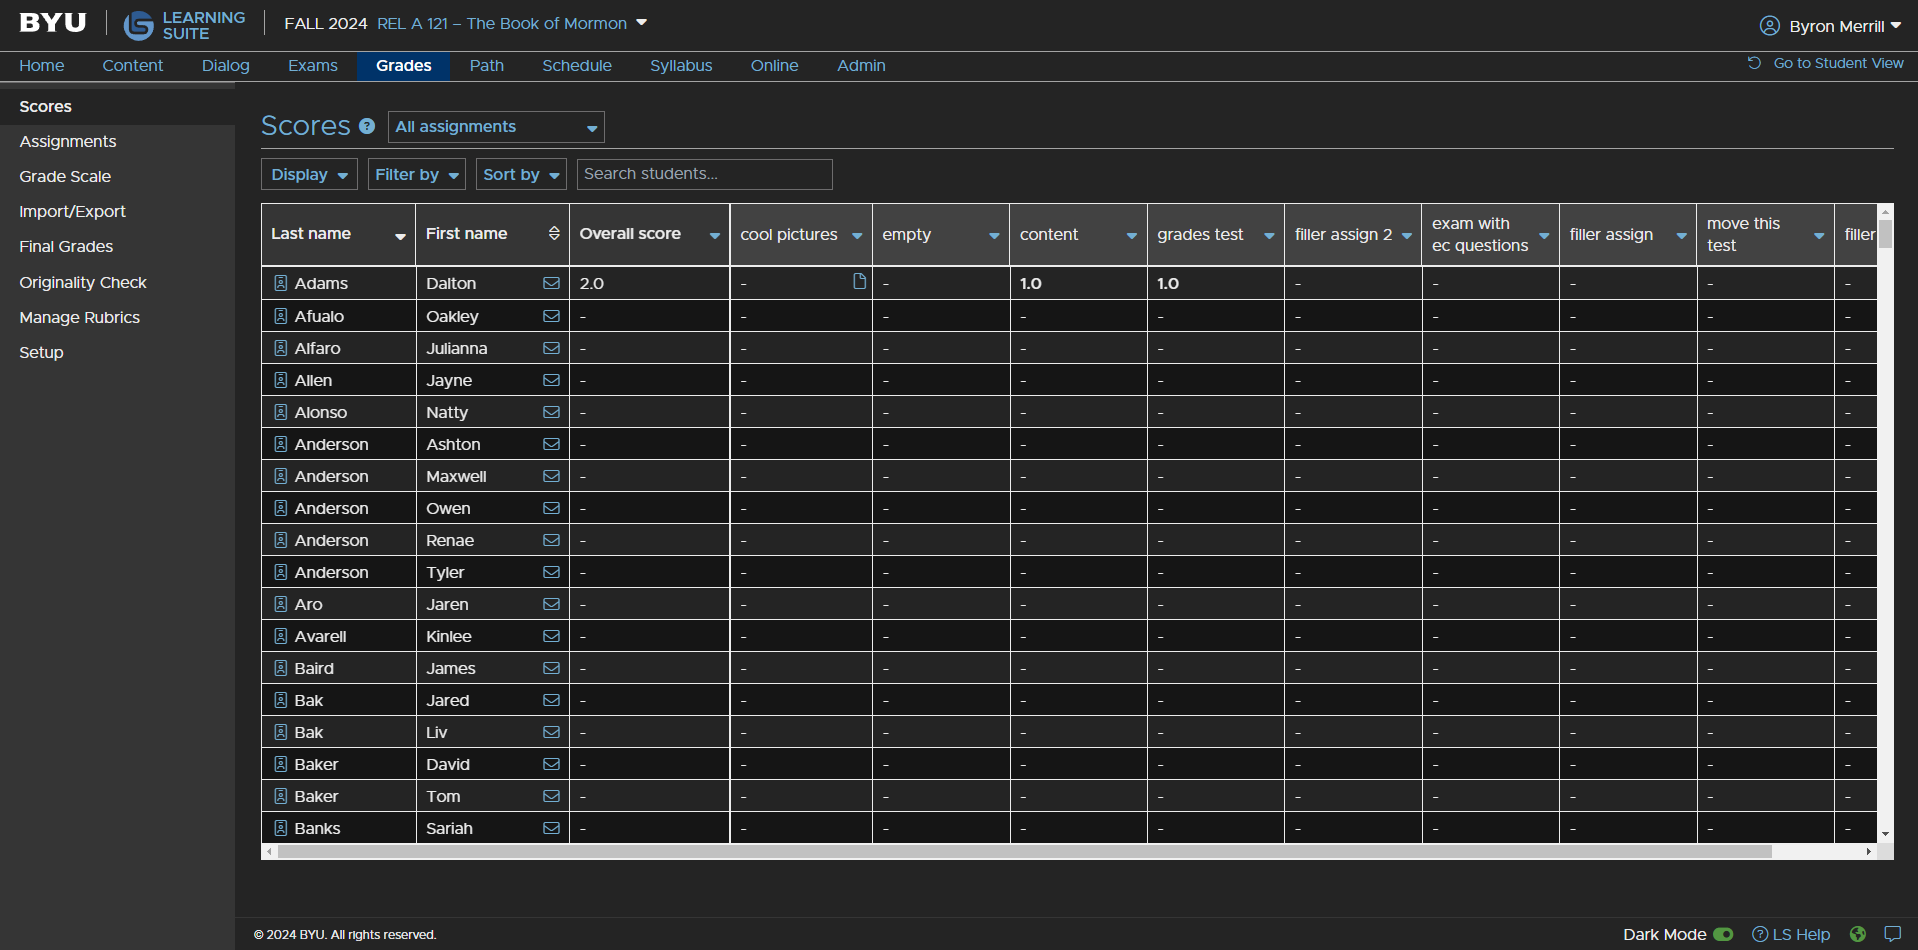 BYU
LEARNING SUITE
FALL 2024 REL A 121 – The Book of Mormon
Byron Merrill
Home Content Dialog Exams Grades Path Schedule Syllabus Online Admin
Go to Student View
Scores
Assignments
Grade Scale
Import/Export
Final Grades
Originality Check
Manage Rubrics
Setup
Scores ? All assignments
Display Filter by Sort by Search students...
Last name First name Overall score cool pictures empty content grades test filler assign 2 exam with ec questions filler assign move this test filler
Adams Dalton 2.0 - - 1.0 1.0 - - - - -
Afualo Oakley - - - - - - - - - -
Alfaro Julianna - - - - - - - - - -
Allen Jayne - - - - - - - - - -
Alonso Natty - - - - - - - - - -
Anderson Ashton - - - - - - - - - -
Anderson Maxwell - - - - - - - - - -
Anderson Owen - - - - - - - - - -
Anderson Renae - - - - - - - - - -
Anderson Tyler - - - - - - - - - -
Aro Jaren - - - - - - - - - -
Avarell Kinlee - - - - - - - - - -
Baird James - - - - - - - - - -
Bak Jared - - - - - - - - - -
Bak Liv - - - - - - - - - -
Baker David - - - - - - - - - -
Baker Tom - - - - - - - - - -
Banks Sariah - - - - - - - - - -
© 2024 BYU. All rights reserved.
Dark Mode ? LS Help